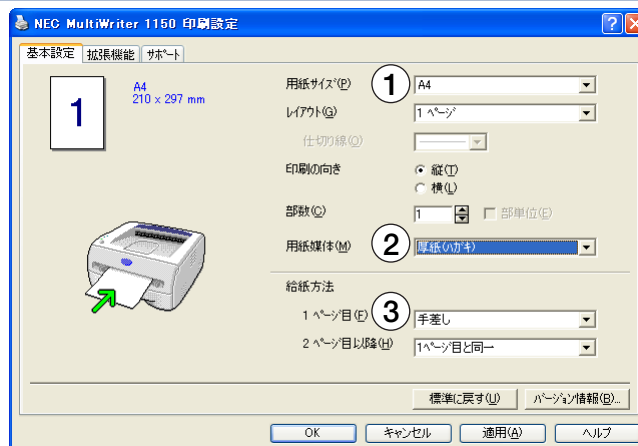 NEC MultiWriter 1150 印刷設定
基本設定 拡張機能 サポート
1
A4
210 x 297 mm
用紙サイズ(P) ① A4
レイアウト(G) 1 ページ
仕切り線(O)
印刷の向き 縦(T)
横(L)
部数(C) 1 部単位(E)
用紙媒体(M) ② 厚紙(ハガキ)
給紙方法
1 ページ目(F) ③ 手差し
2 ページ目以降(H) 1ページ目と同一
標準に戻す(U) バージョン情報(B)...
OK キャンセル 適用(A) ヘルプ